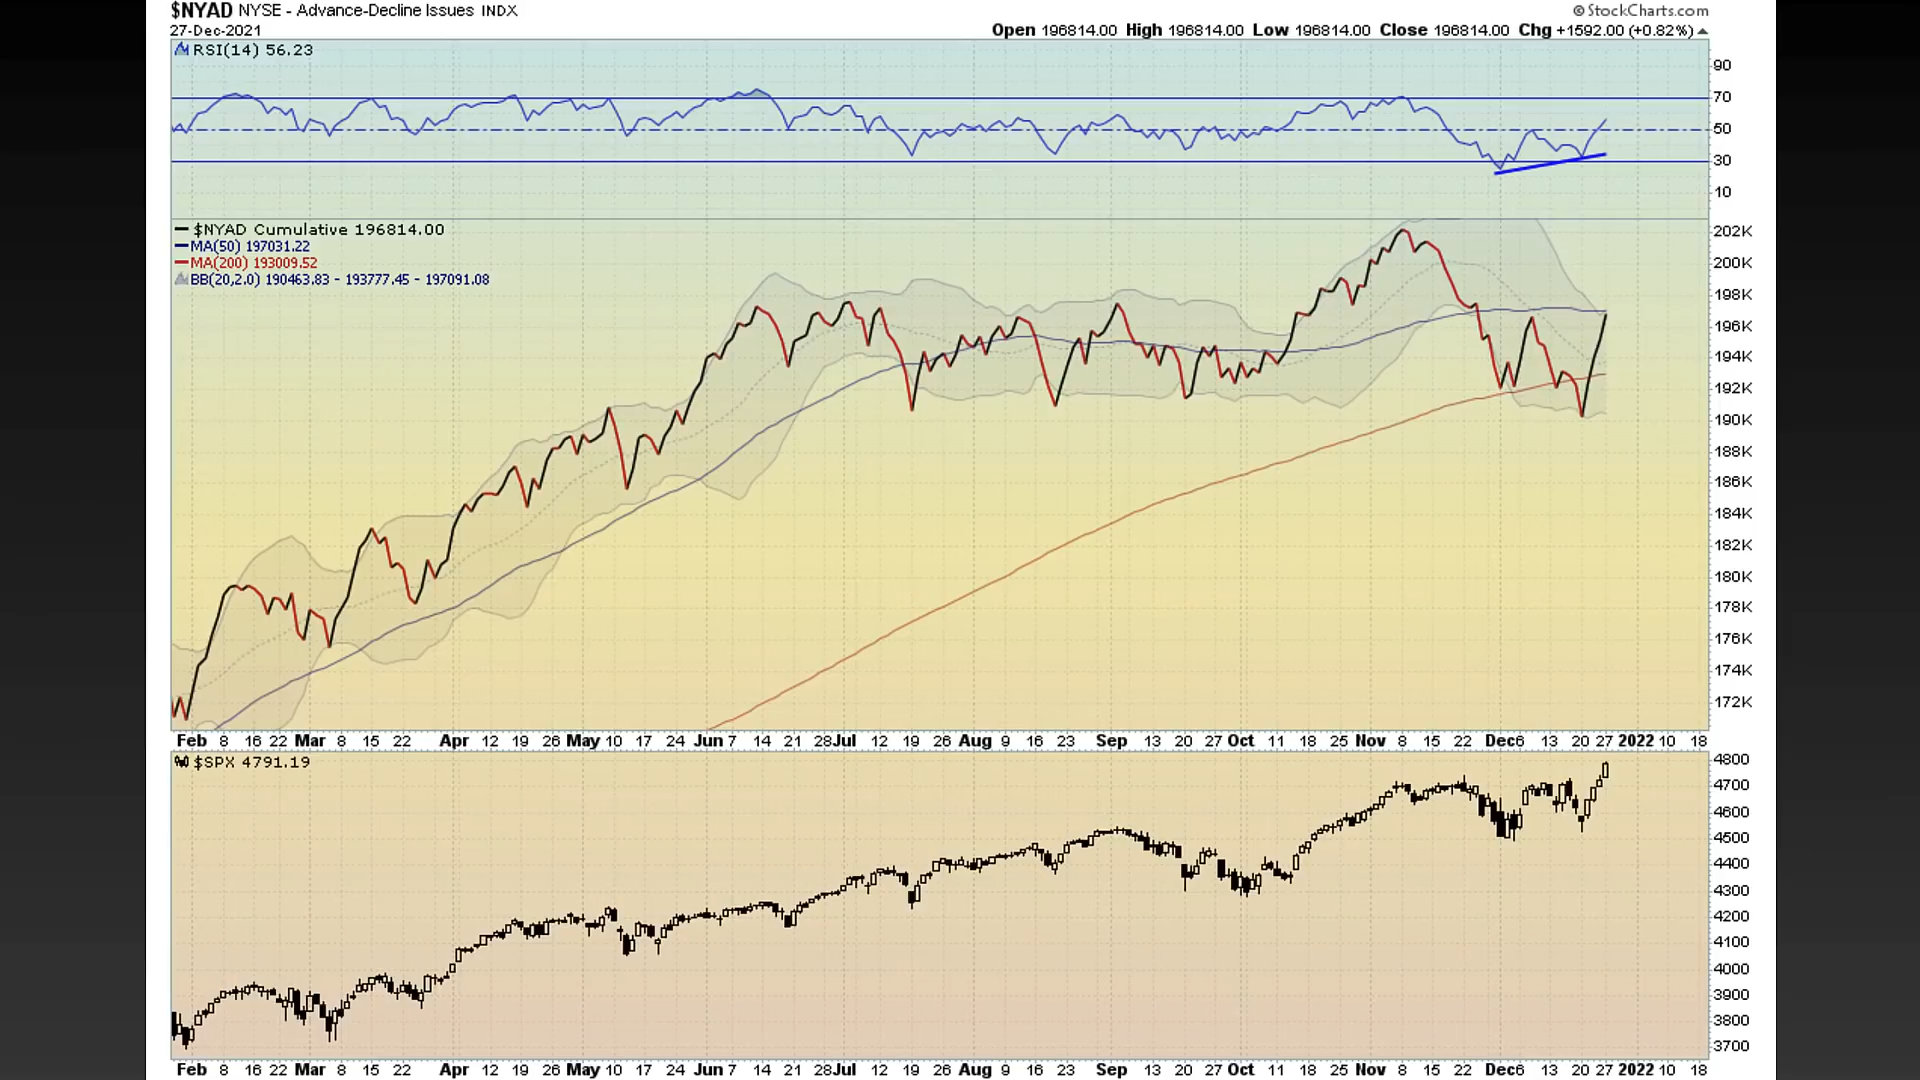 $NYAD NYSE - Advance-Decline Issues INDX
© StockCharts.com
27-Dec-2021
Open 196814.00 High 196814.00 Low 196814.00 Close 196814.00 Chg +1592.00 (+0.82%)
RSI(14) 56.23
90
70
50
30
10
$NYAD Cumulative 196814.00
MA(50) 197031.22
MA(200) 193009.52
BB(20,2.0) 190463.83 - 193777.45 - 197091.08
202K
200K
198K
196K
194K
192K
190K
188K
186K
184K
182K
180K
178K
176K
174K
172K
Feb 8 16 22 Mar 8 15 22 Apr 12 19 26 May 10 17 24 Jun 7 14 21 28 Jul 12 19 26 Aug 9 16 23 Sep 13 20 27 Oct 11 18 25 Nov 8 15 22 Dec 6 13 20 27 2022 10 18
$SPX 4791.19
4800
4700
4600
4500
4400
4300
4200
4100
4000
3900
3800
3700
Feb 8 16 22 Mar 8 15 22 Apr 12 19 26 May 10 17 24 Jun 7 14 21 28 Jul 12 19 26 Aug 9 16 23 Sep 13 20 27 Oct 11 18 25 Nov 8 15 22 Dec 6 13 20 27 2022 10 18